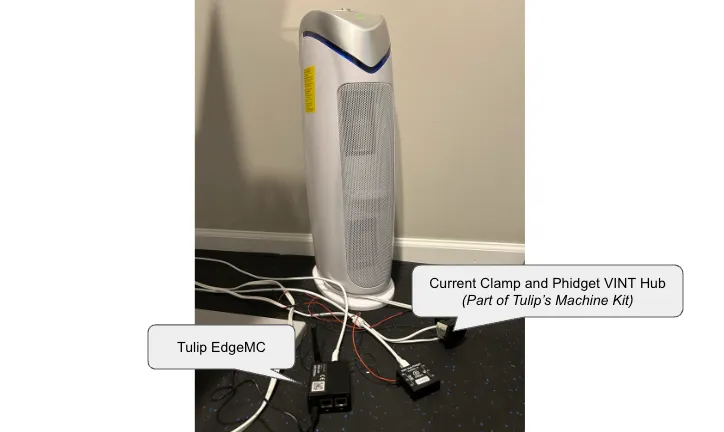 Current Clamp and Phidget VINT Hub
(Part of Tulip's Machine Kit)
Tulip EdgeMC